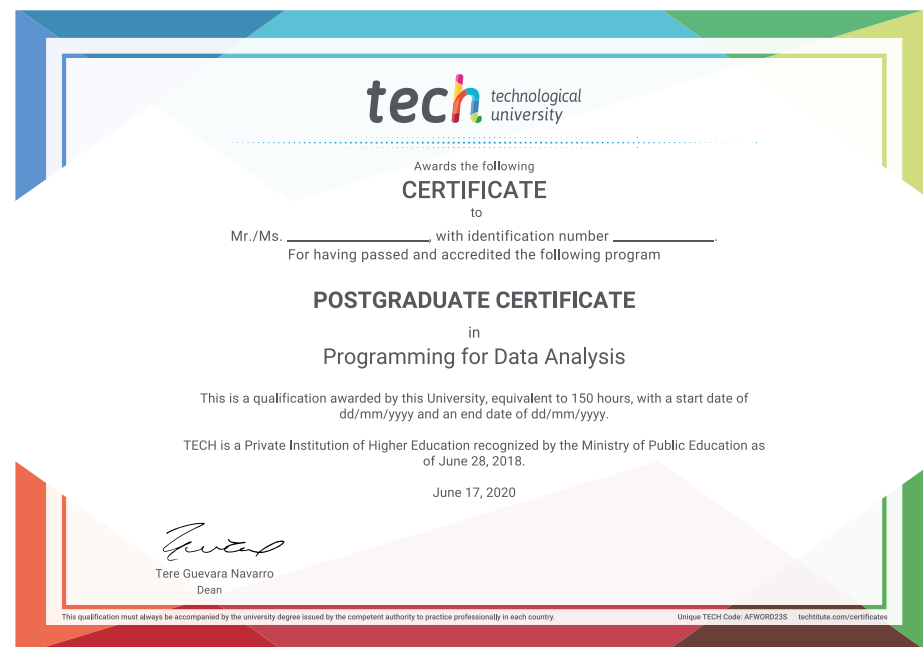 tech technological
university
Awards the following
CERTIFICATE
to
Mr./Ms. ____________________, with identification number ______________.
For having passed and accredited the following program
POSTGRADUATE CERTIFICATE
in
Programming for Data Analysis
This is a qualification awarded by this University, equivalent to 150 hours, with a start date of
dd/mm/yyyy and an end date of dd/mm/yyyy.
TECH is a Private Institution of Higher Education recognized by the Ministry of Public Education as
of June 28, 2018.
June 17, 2020
Tere Guevara Navarro
Dean
This qualification must always be accompanied by the university degree issued by the competent authority to practice professionally in each country. Unique TECH Code: AFWORD23S techtitute.com/certificates